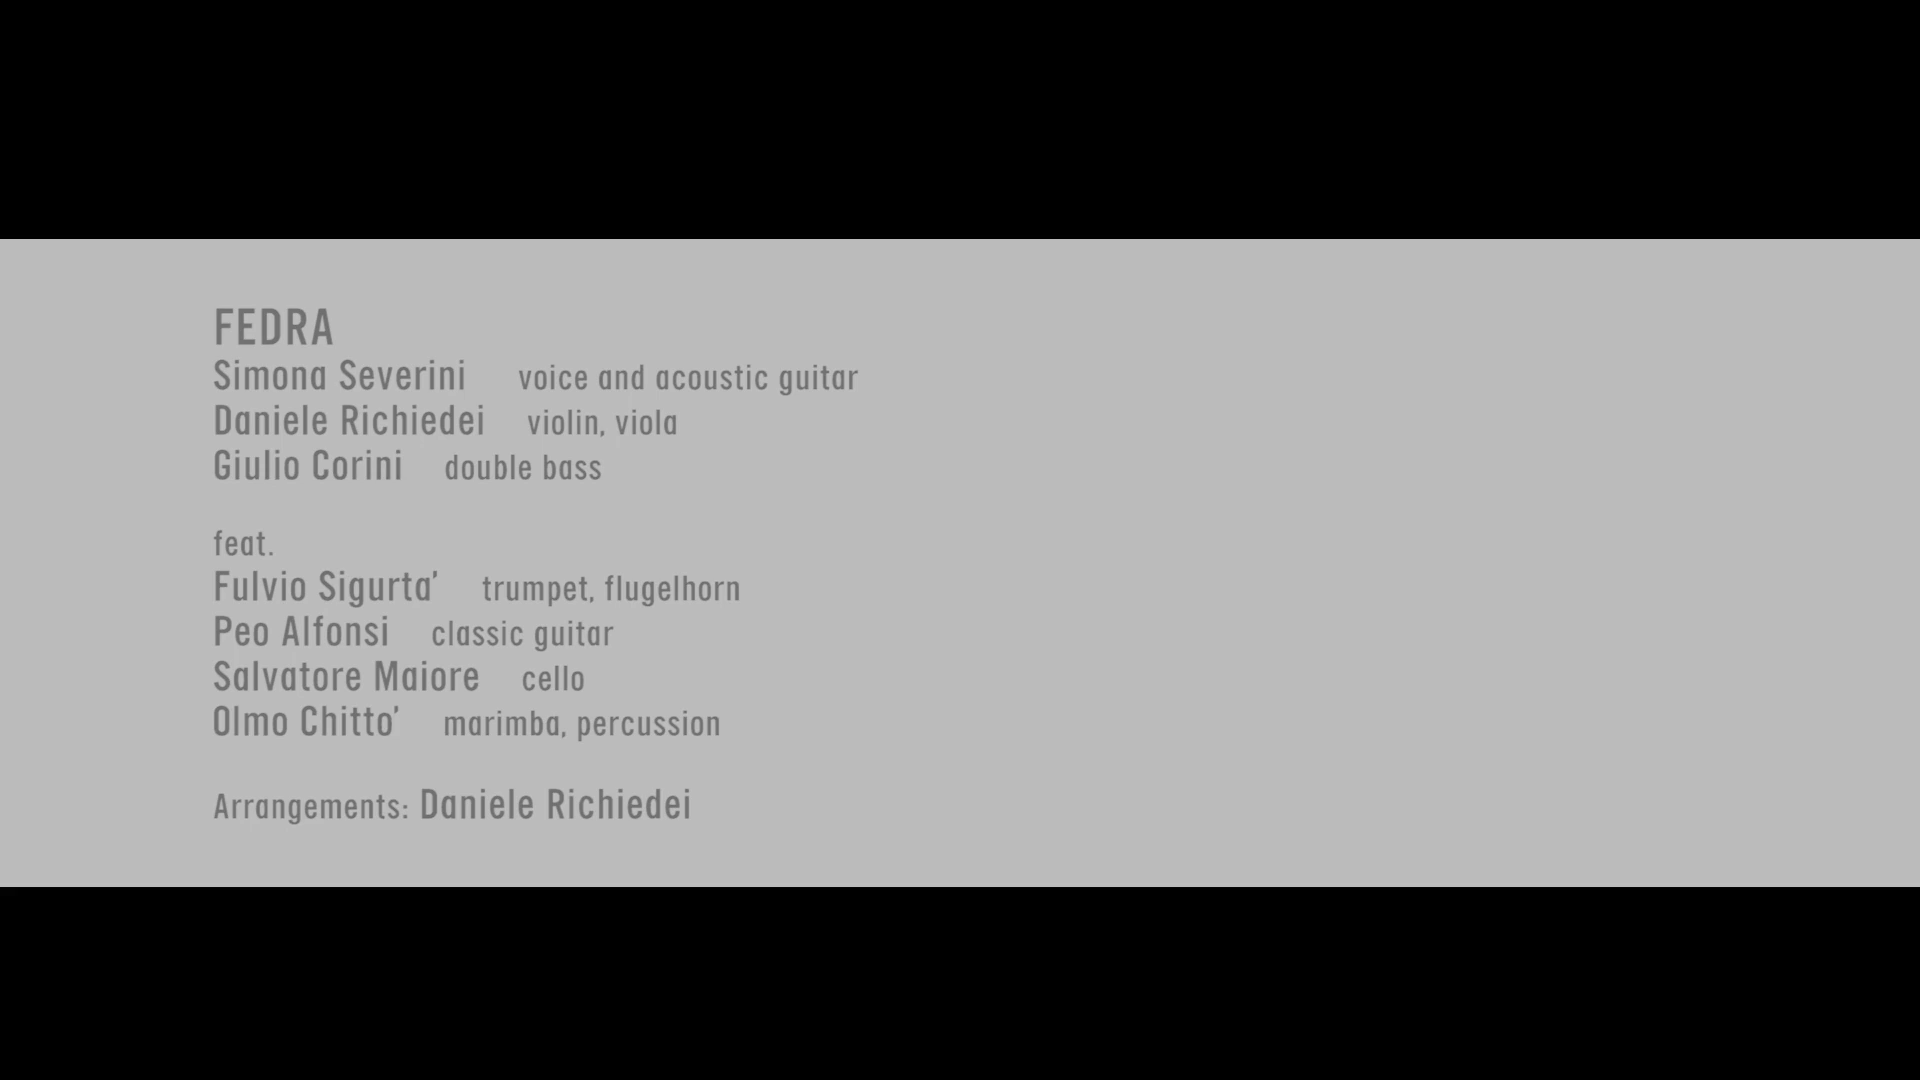 FEDRA
Simona Severini voice and acoustic guitar
Daniele Richiedei violin, viola
Giulio Corini double bass
feat.
Fulvio Sigurta’ trumpet, flugelhorn
Peo Alfonsi classic guitar
Salvatore Maiore cello
Olmo Chitto’ marimba, percussion
Arrangements: Daniele Richiedei